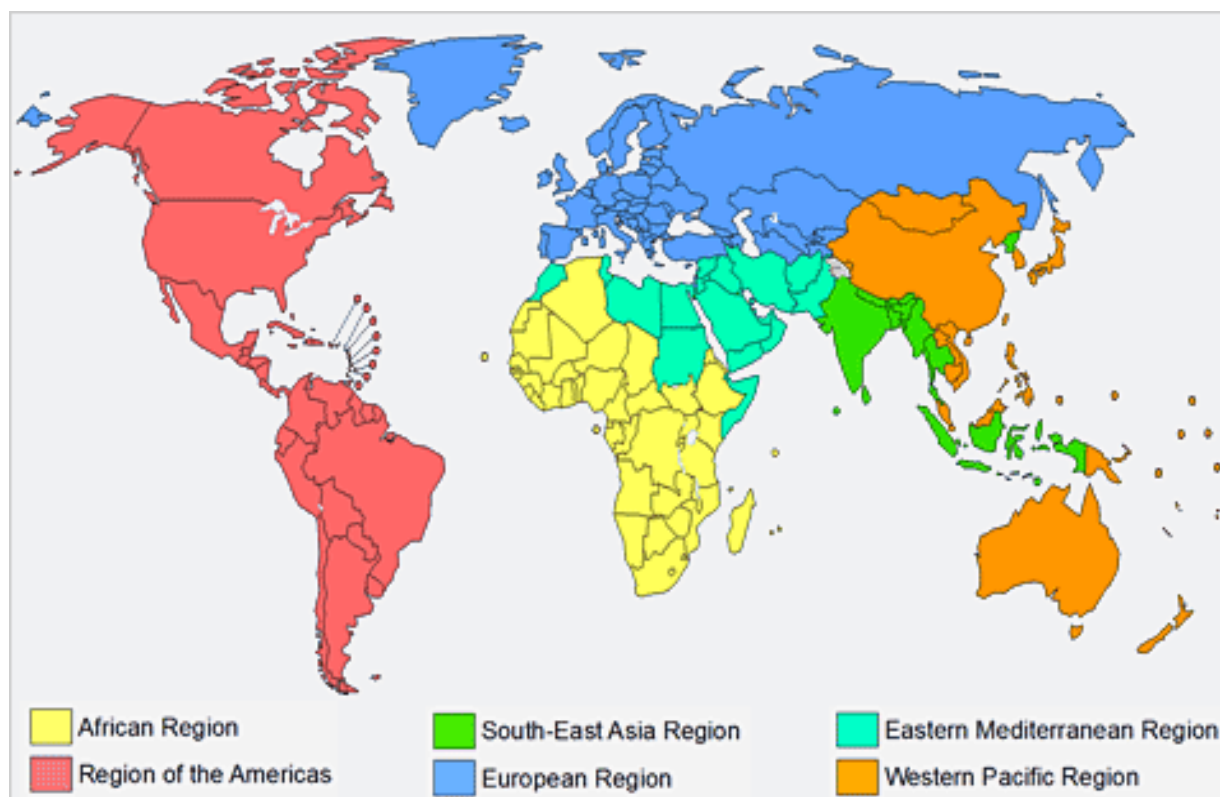 African Region
South-East Asia Region
Eastern Mediterranean Region
Region of the Americas
European Region
Western Pacific Region